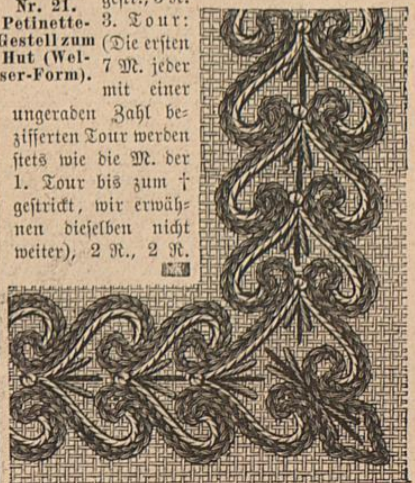 Nr. 21.
Petinette-
Gestell zum
Hut (Wel-
ser-Form).
3. Tour:
(Die ersten
7 M. jeder
mit einer
ungeraden Zahl be-
zifferten Tour werden
stets wie die M. der
1. Tour bis zum †
gestrickt, wir erwäh-
nen dieselben nicht
weiter), 2 R., 2 R.